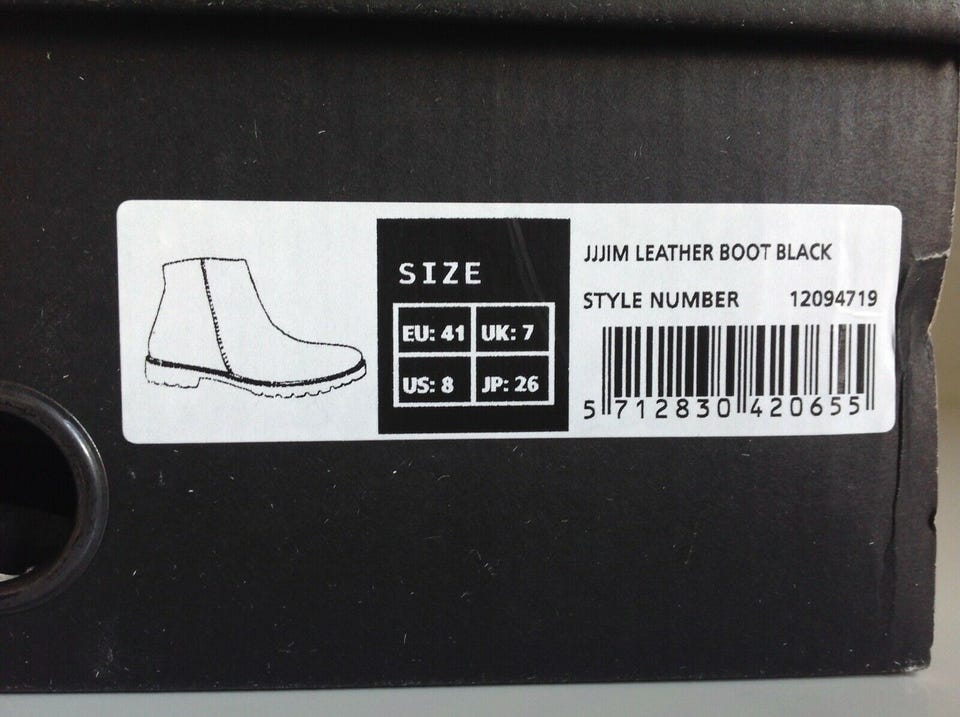 SIZE
EU: 41 UK: 7
US: 8 JP: 26
JJJIM LEATHER BOOT BLACK
STYLE NUMBER 12094719
5 712830 420655